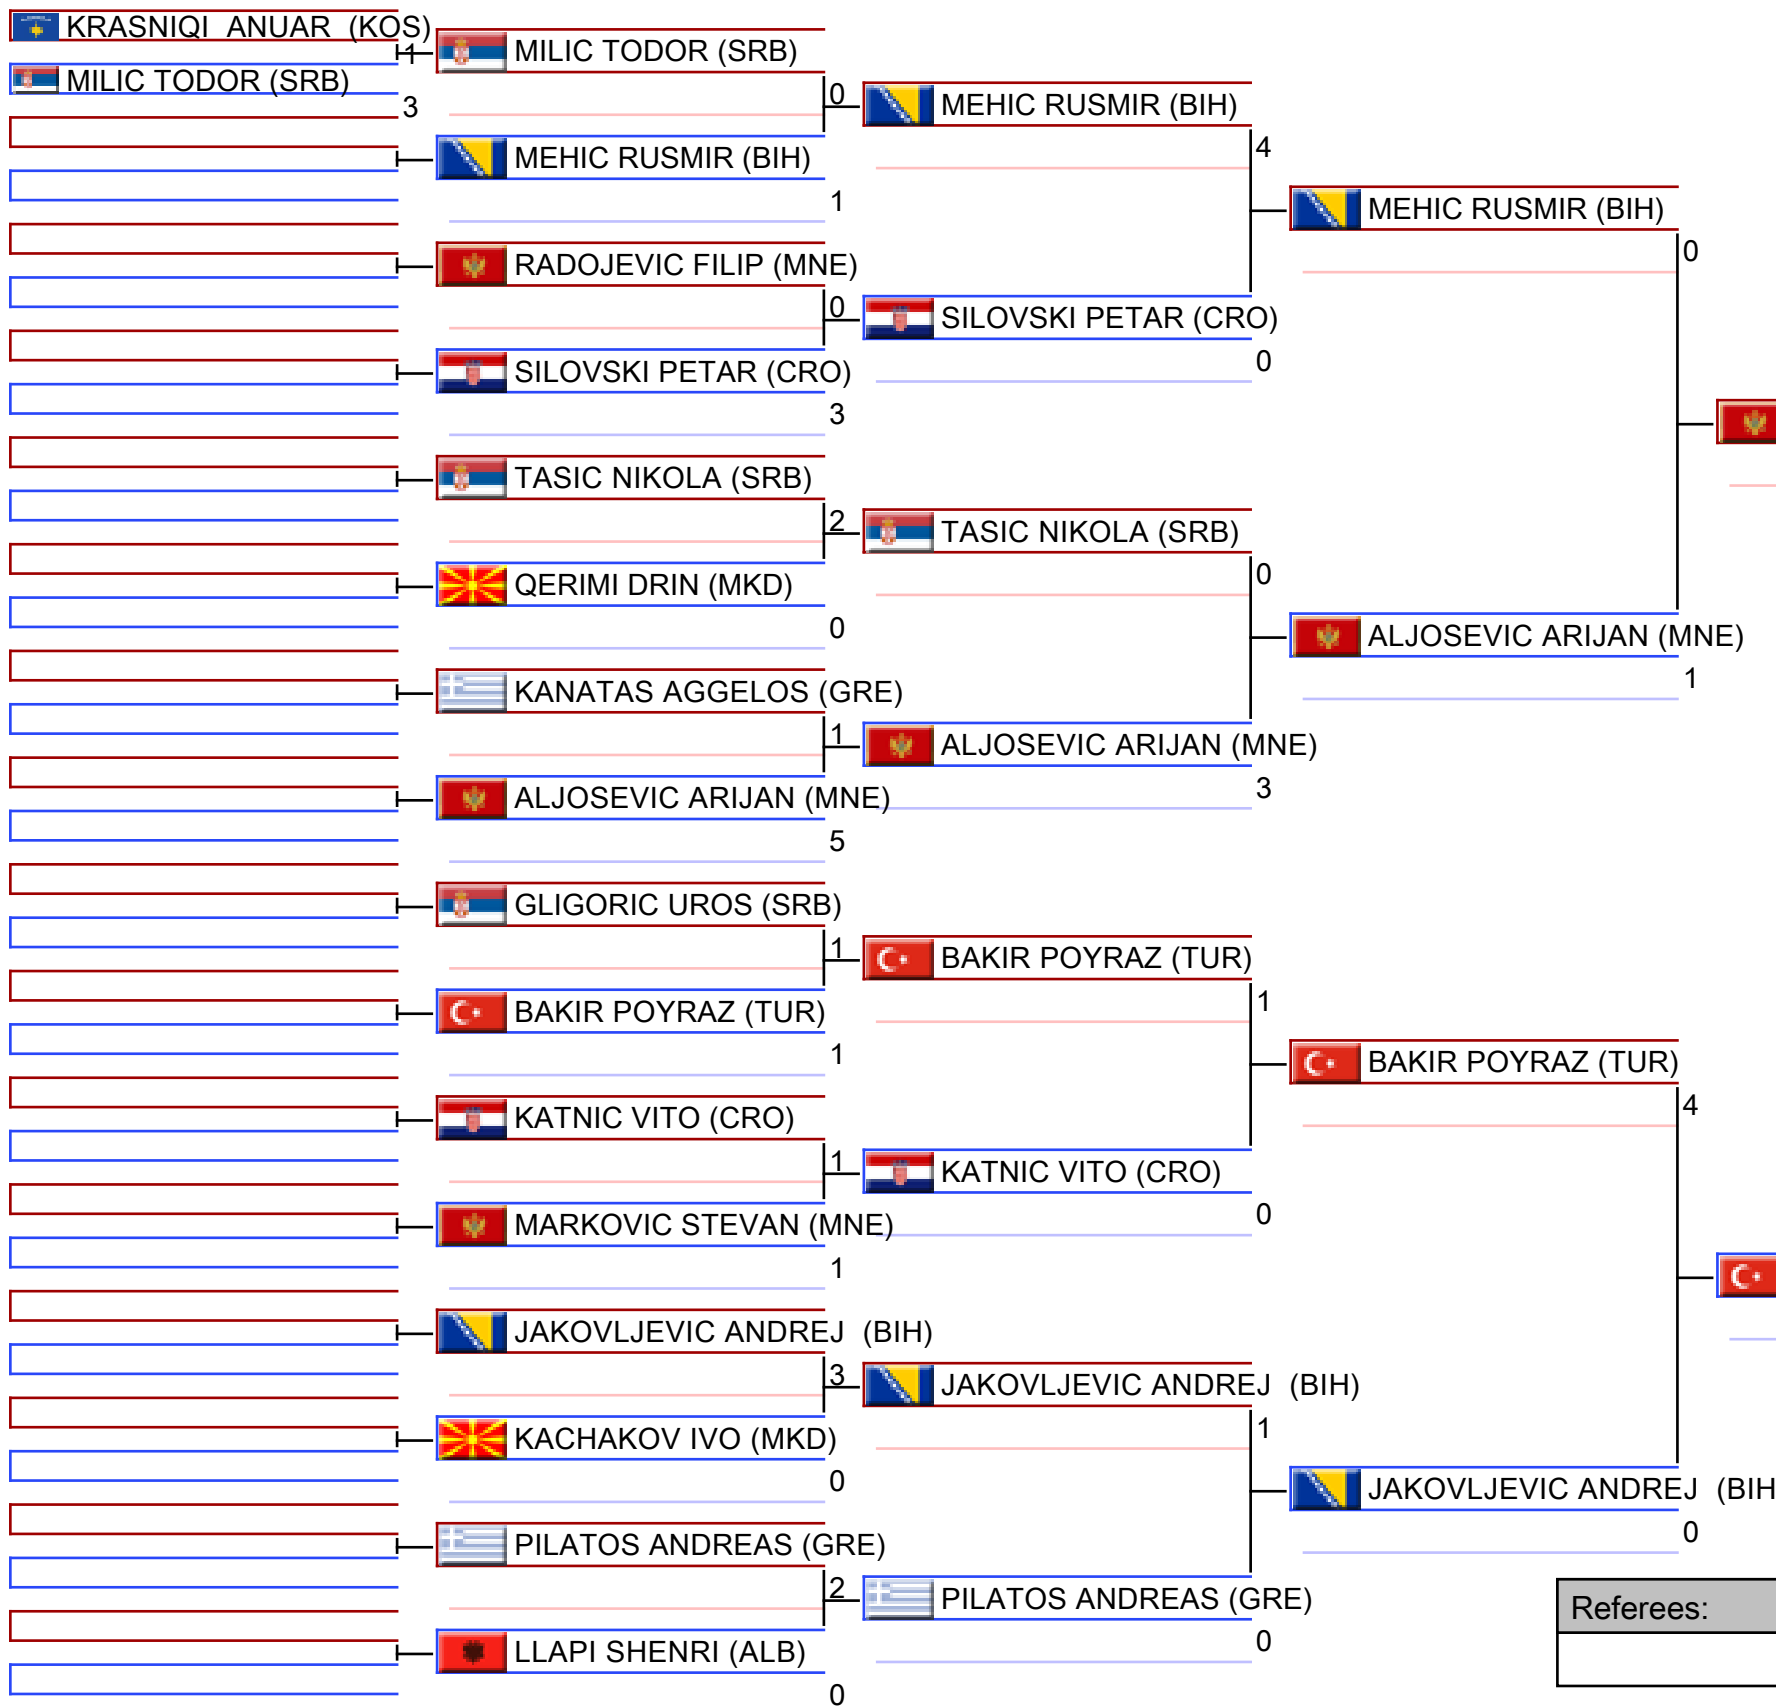 KRASNIQI  ANUAR  (KOS)
1
MILIC TODOR (SRB)
3
MILIC TODOR (SRB)
0
MEHIC RUSMIR (BIH)
1
RADOJEVIC FILIP (MNE)
0
SILOVSKI PETAR (CRO)
3
TASIC NIKOLA (SRB)
2
QERIMI DRIN (MKD)
0
KANATAS AGGELOS (GRE)
1
ALJOSEVIC ARIJAN (MNE)
5
GLIGORIC UROS (SRB)
1
BAKIR POYRAZ (TUR)
1
KATNIC VITO (CRO)
1
MARKOVIC STEVAN (MNE)
1
JAKOVLJEVIC ANDREJ  (BIH)
3
KACHAKOV IVO (MKD)
0
PILATOS ANDREAS (GRE)
2
LLAPI SHENRI (ALB)
0
MEHIC RUSMIR (BIH)
4
SILOVSKI PETAR (CRO)
0
TASIC NIKOLA (SRB)
0
ALJOSEVIC ARIJAN (MNE)
3
BAKIR POYRAZ (TUR)
1
KATNIC VITO (CRO)
0
JAKOVLJEVIC ANDREJ  (BIH)
1
PILATOS ANDREAS (GRE)
0
MEHIC RUSMIR (BIH)
0
ALJOSEVIC ARIJAN (MNE)
1
BAKIR POYRAZ (TUR)
4
JAKOVLJEVIC ANDREJ  (BIH
0
Referees: